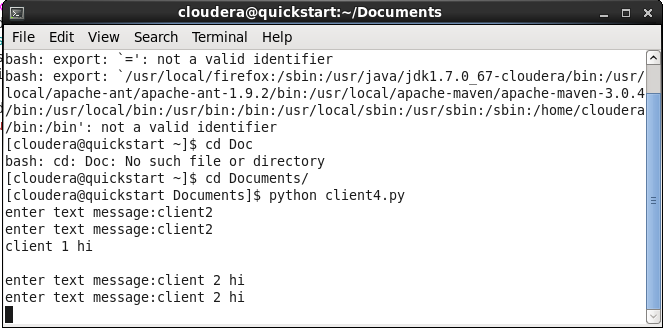 cloudera@quickstart:~/Documents
File Edit View Search Terminal Help
bash: export: `=': not a valid identifier
bash: export: `/usr/local/firefox:/sbin:/usr/java/jdk1.7.0_67-cloudera/bin:/usr/
local/apache-ant/apache-ant-1.9.2/bin:/usr/local/apache-maven/apache-maven-3.0.4
/bin:/usr/local/bin:/usr/bin:/bin:/usr/local/sbin:/usr/sbin:/sbin:/home/cloudera
/bin:/bin': not a valid identifier
[cloudera@quickstart ~]$ cd Doc
bash: cd: Doc: No such file or directory
[cloudera@quickstart ~]$ cd Documents/
[cloudera@quickstart Documents]$ python client4.py
enter text message:client2
enter text message:client2
client 1 hi
enter text message:client 2 hi
enter text message:client 2 hi